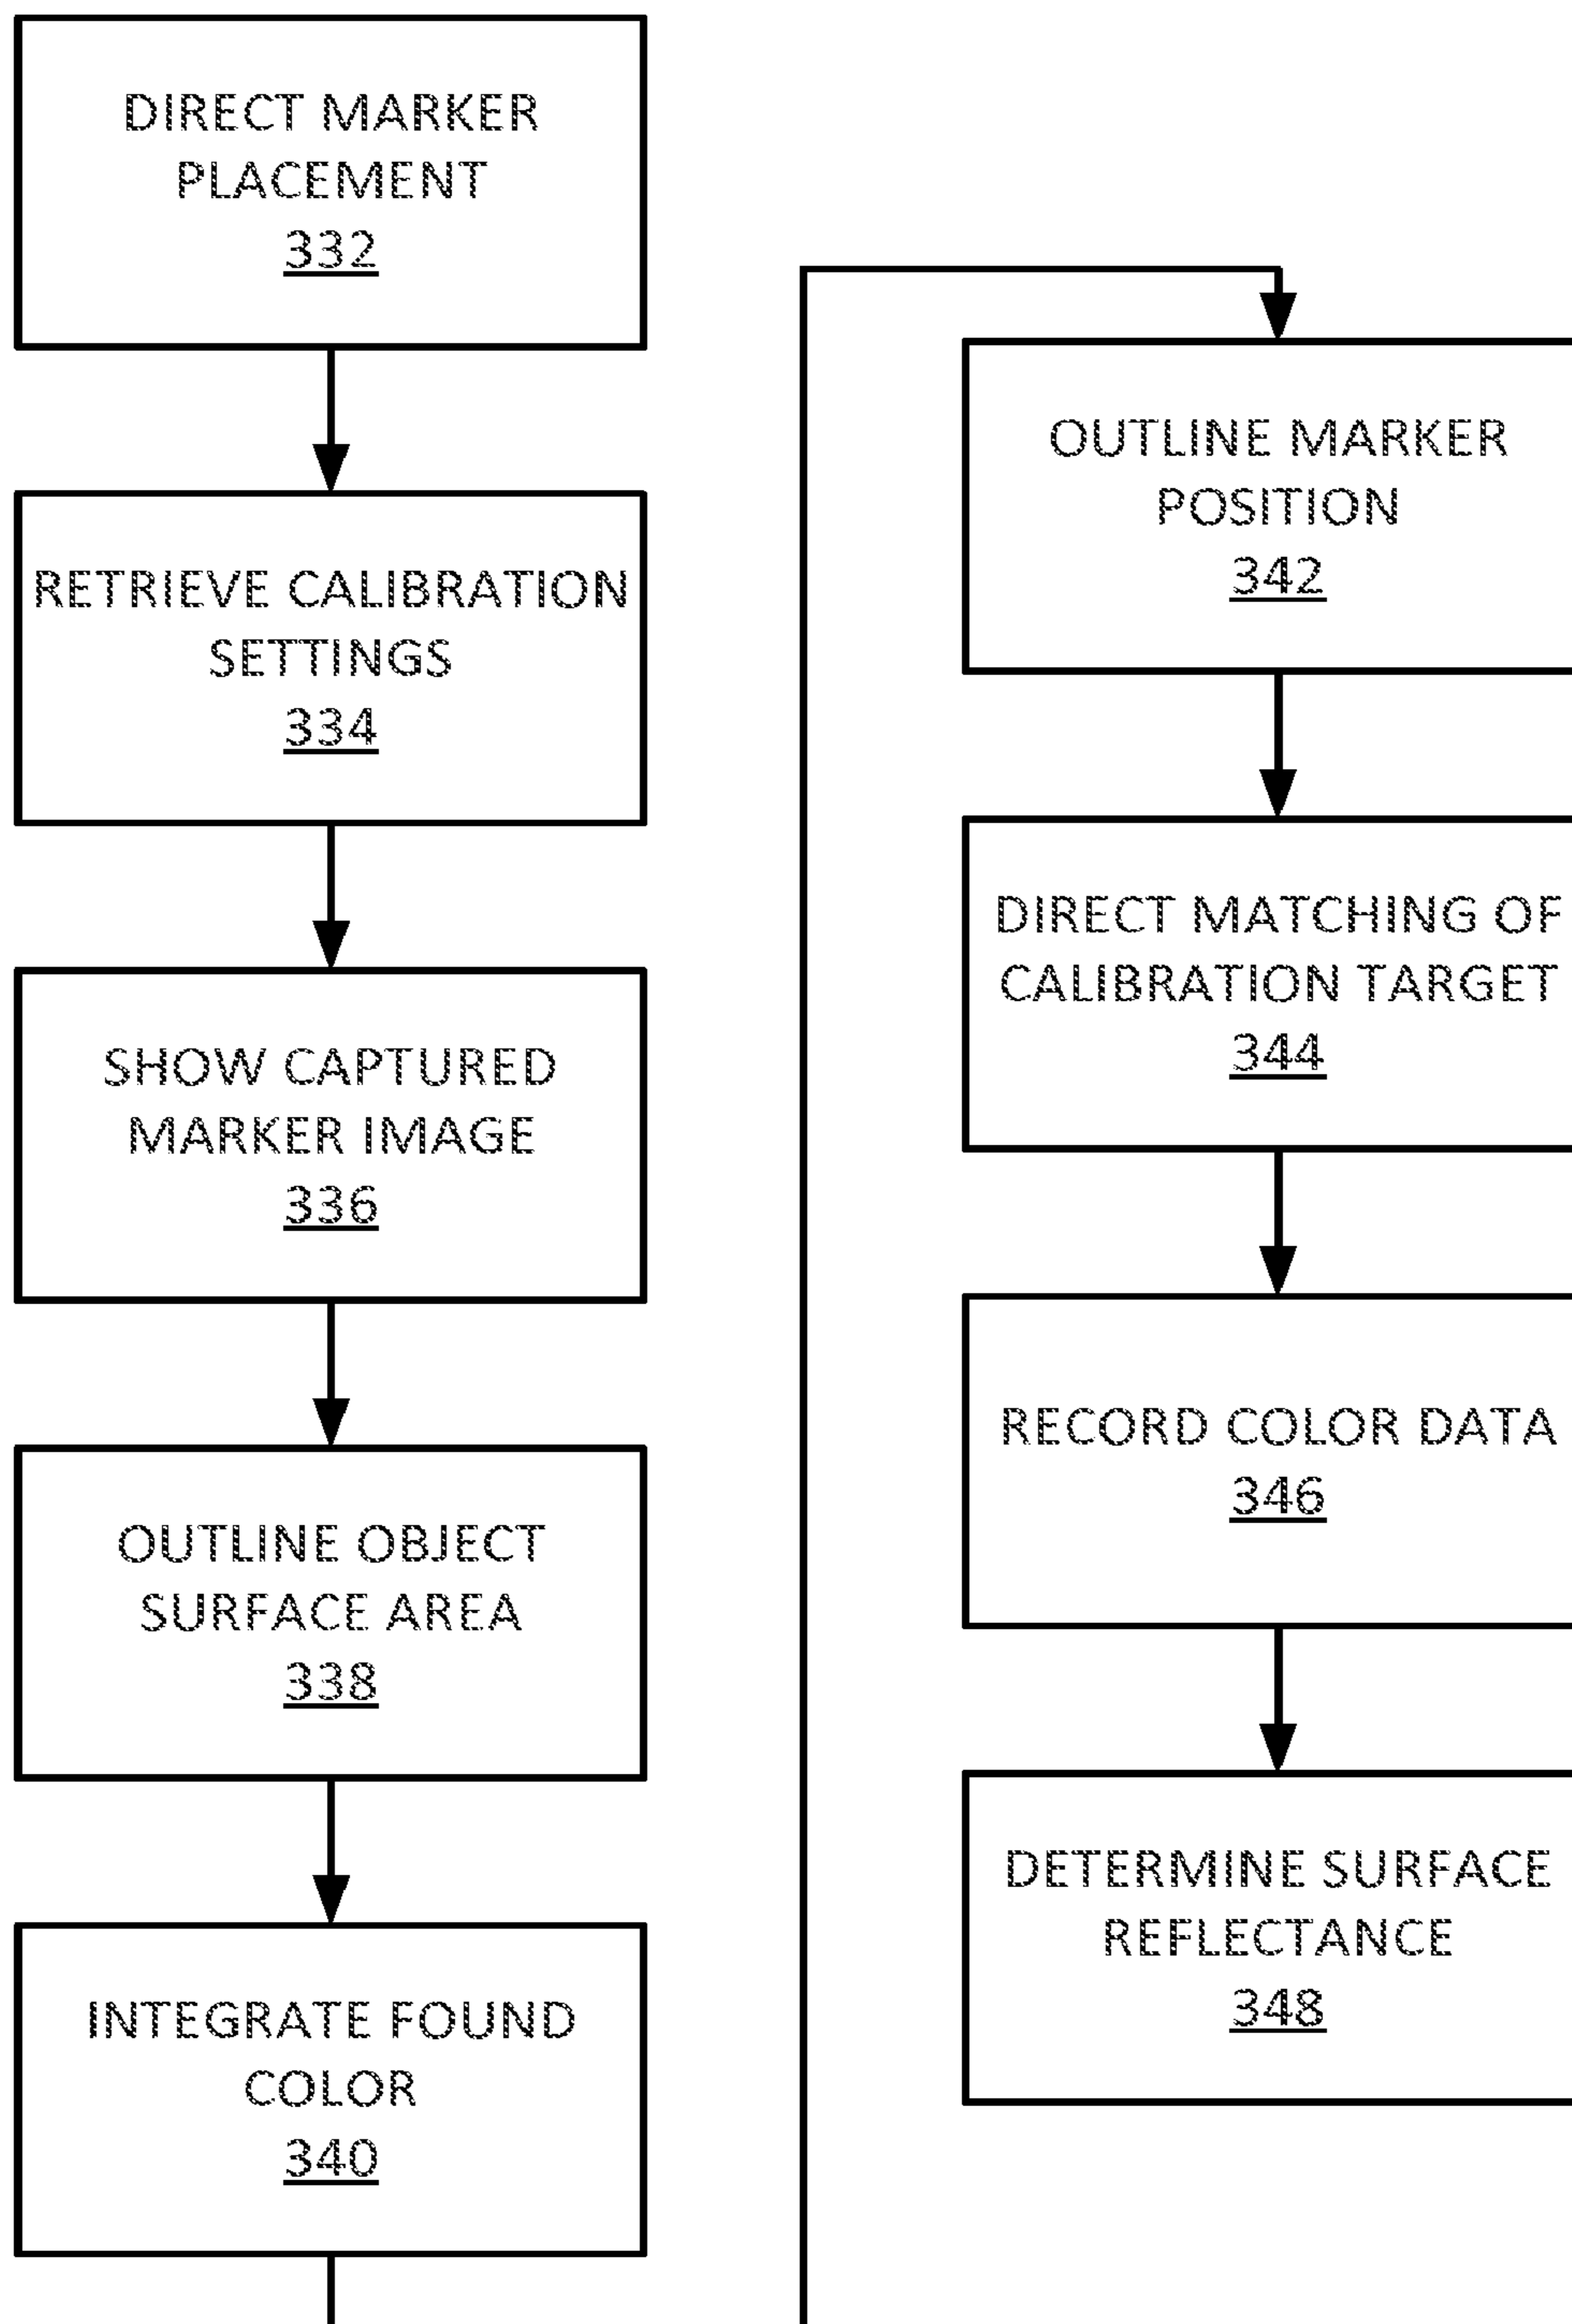 DIRECT MARKER
PLACEMENT
332
RETRIEVE CALIBRATION
SETTINGS
334
SHOW CAPTURED
MARKER IMAGE
336
OUTLINE OBJECT
SURFACE AREA
338
INTEGRATE FOUND
COLOR
340
OUTLINE MARKER
POSITION
342
DIRECT MATCHING OF
CALIBRATION TARGET
344
RECORD COLOR DATA
346
DETERMINE SURFACE
REFLECTANCE
348